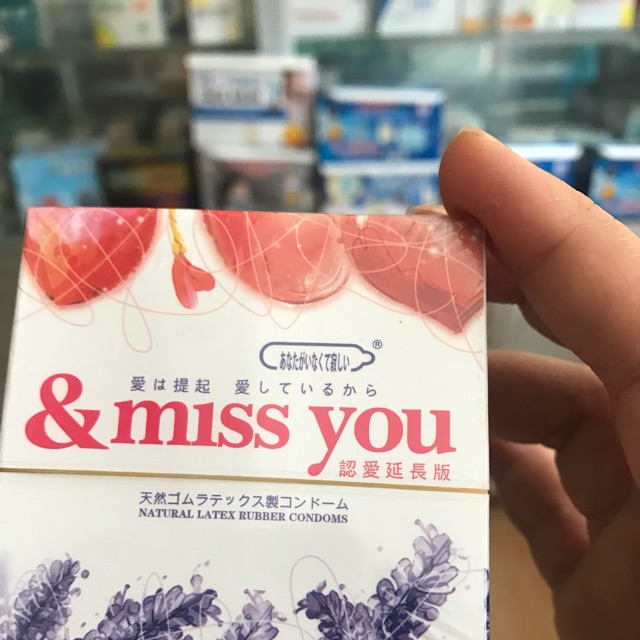 あなたがいなくて寂しい ®
愛は提起 愛しているから
&miss you
認愛延長版
天然ゴムラテックス製コンドーム
NATURAL LATEX RUBBER CONDOMS